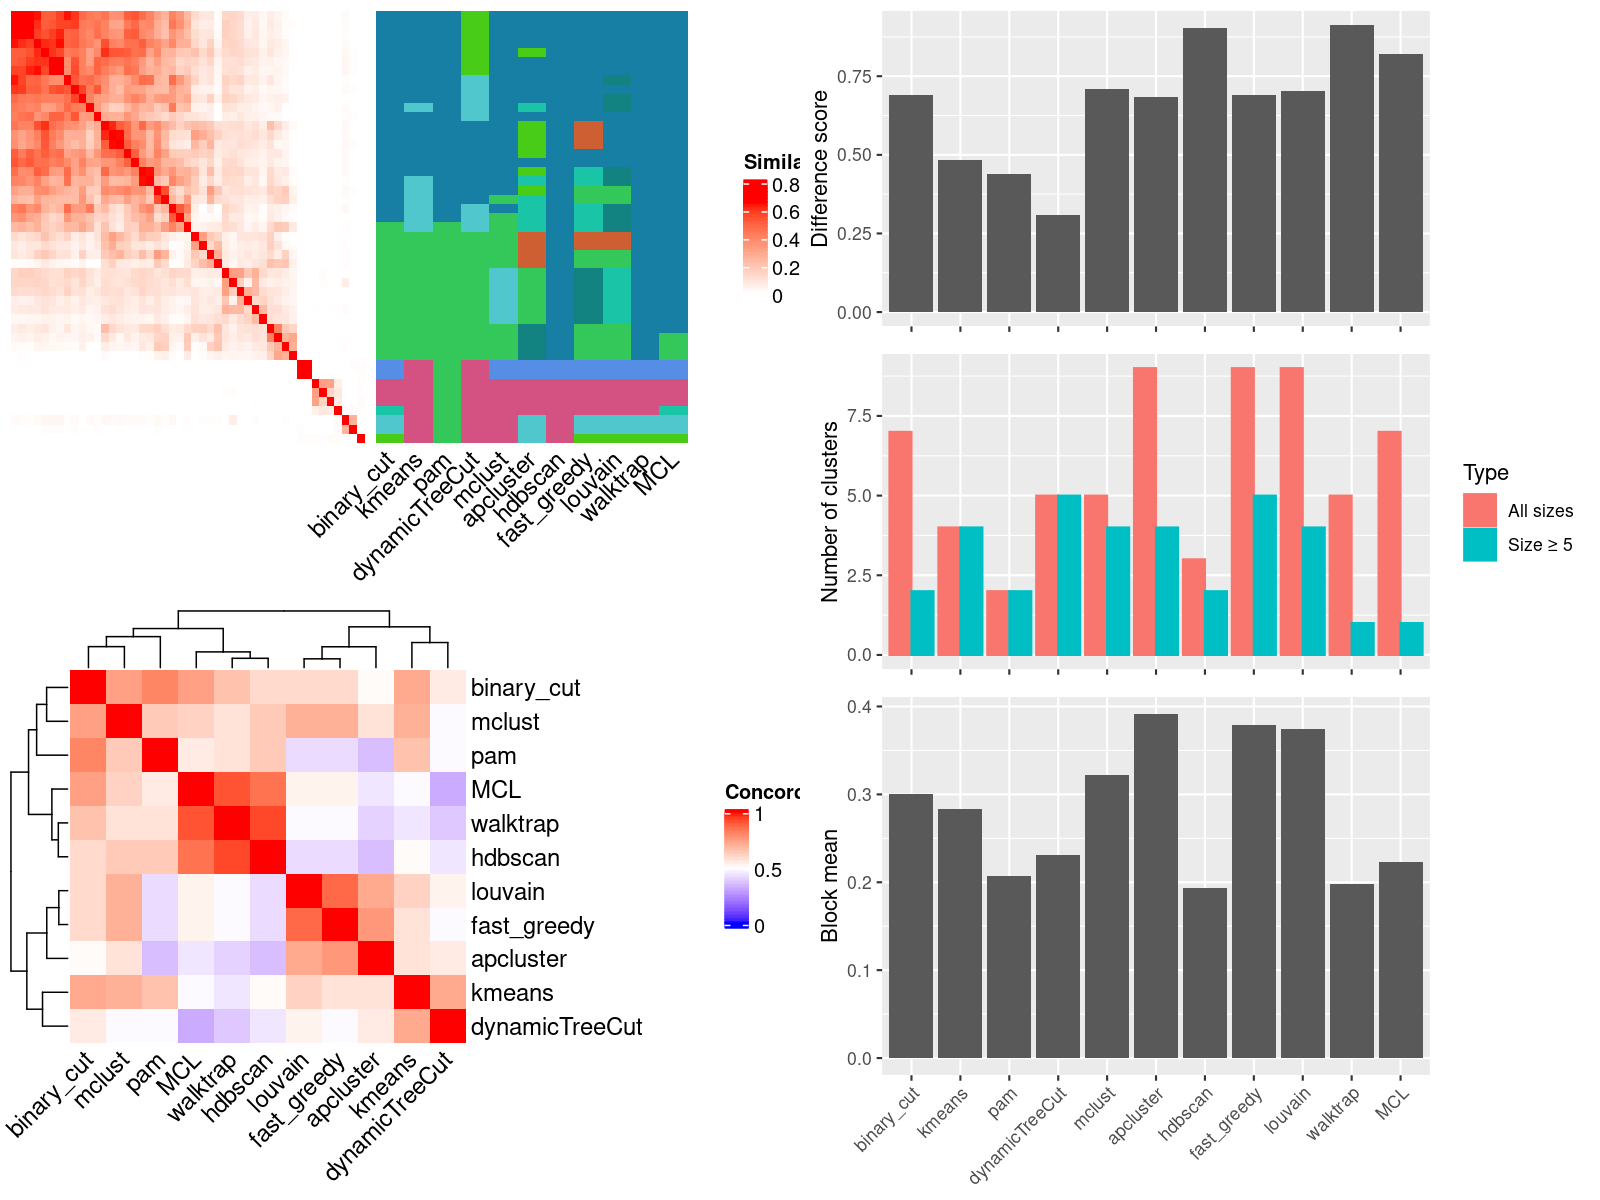 Simila
0.8
0.6
0.4
0.2
0
binary_cut
kmeans
pam
dynamicTreeCut
mclust
apcluster
hdbscan
fast_greedy
louvain
walktrap
MCL
Difference score
0.75
0.50
0.25
0.00
Number of clusters
7.5
5.0
2.5
0.0
Type
All sizes
Size ≥ 5
binary_cut
mclust
pam
MCL
walktrap
hdbscan
louvain
fast_greedy
apcluster
kmeans
dynamicTreeCut
binary_cut
mclust
pam
MCL
walktrap
hdbscan
louvain
fast_greedy
apcluster
kmeans
dynamicTreeCut
Concord
1
0.5
0
Block mean
0.4
0.3
0.2
0.1
0.0
binary_cut
kmeans
pam
dynamicTreeCut
mclust
apcluster
hdbscan
fast_greedy
louvain
walktrap
MCL